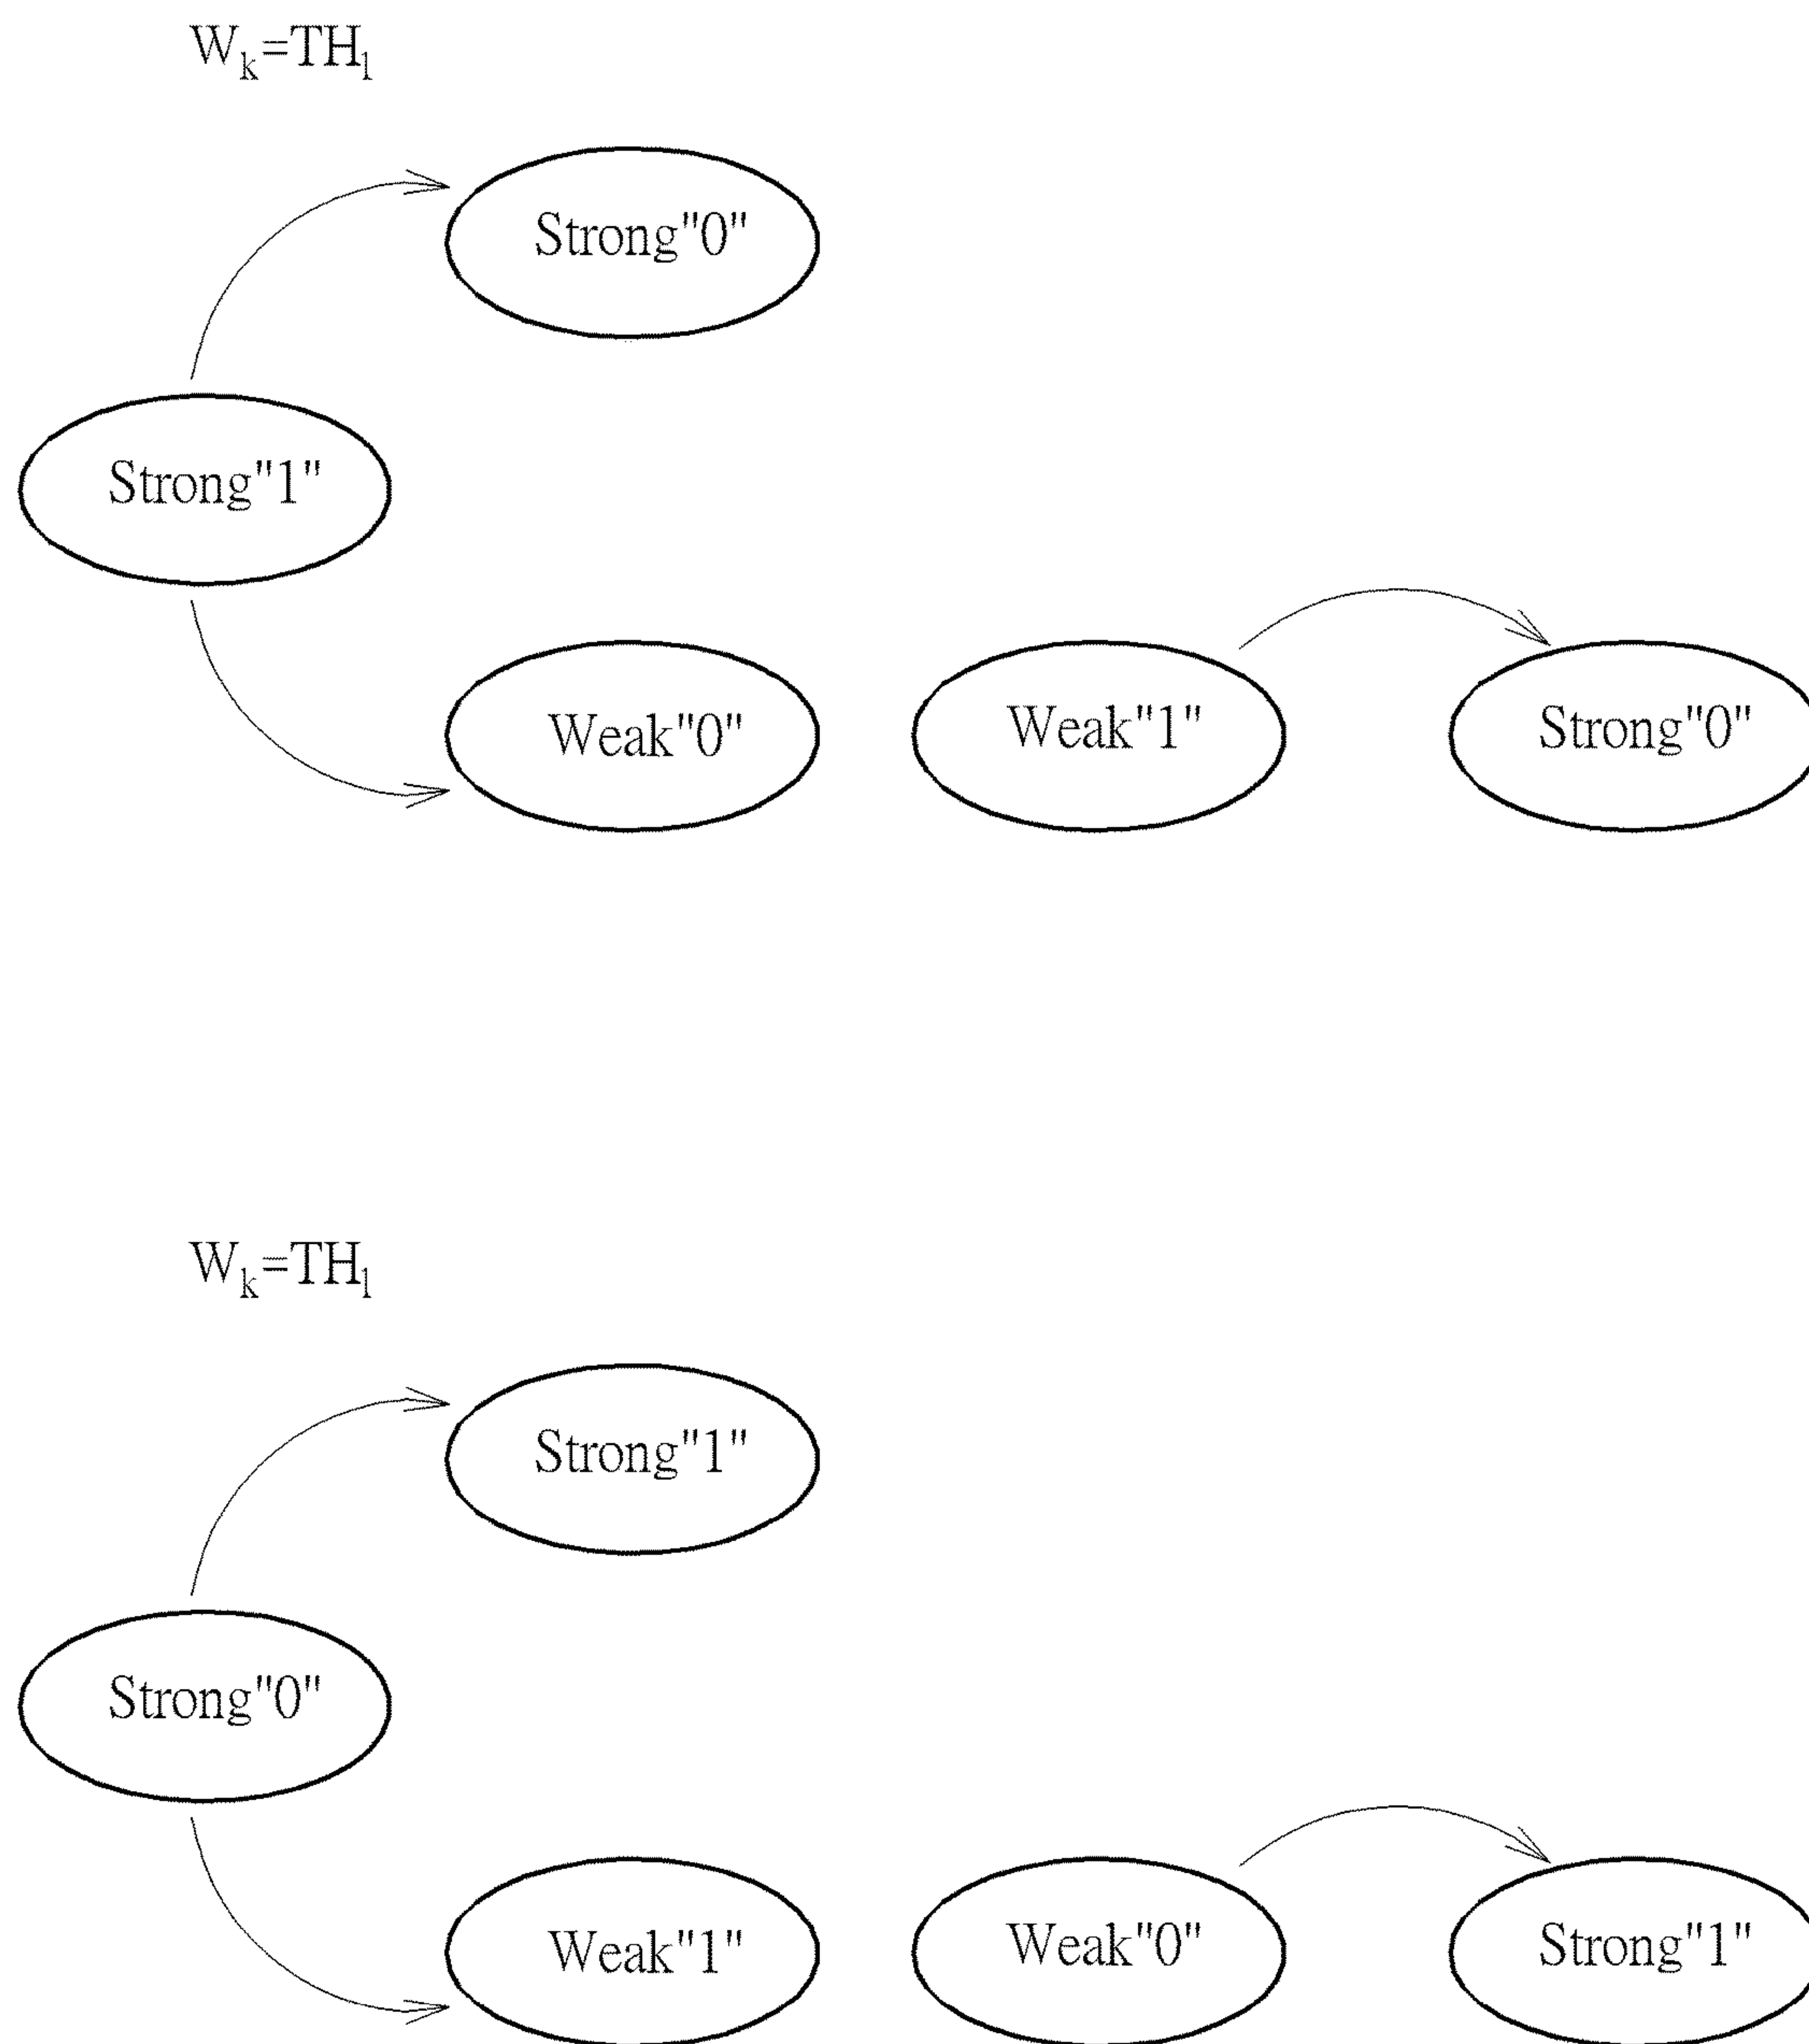 Wk=THl
Strong"0"
Strong"1"
Weak"0" Weak"1" Strong"0"
Wk=THl
Strong"1"
Strong"0"
Weak"1" Weak"0" Strong"1"